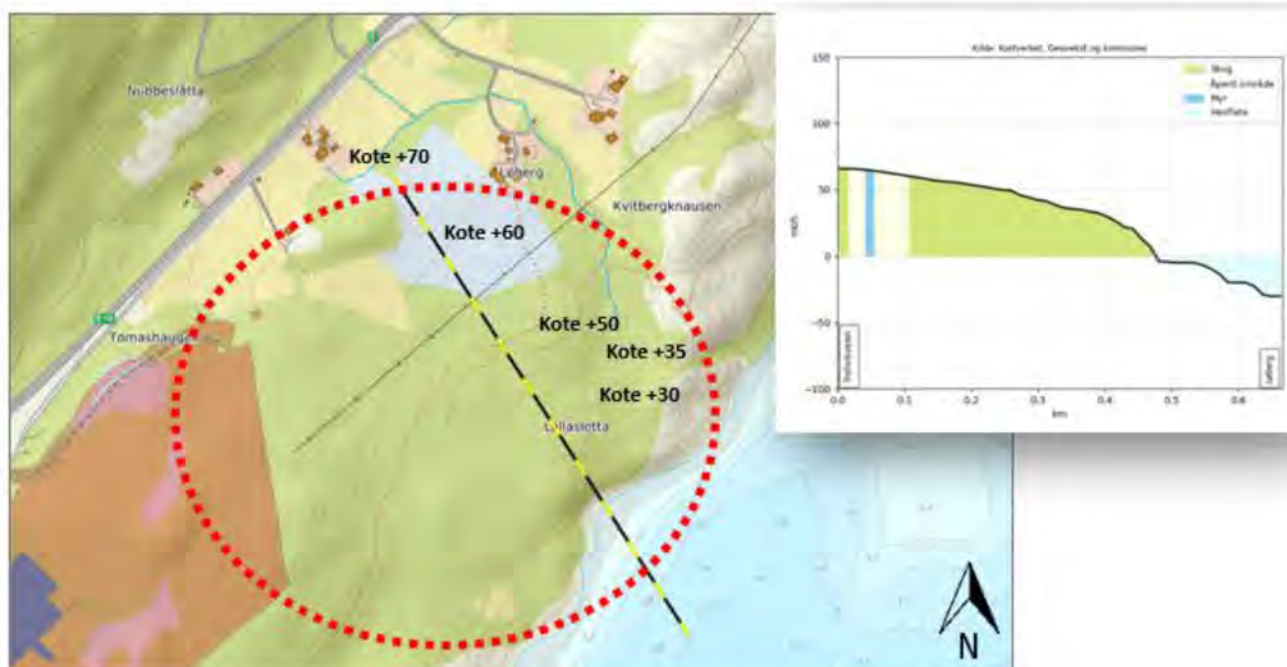 Nubbeslåtta
Kote +70
Løberg
Kvitbergknausen
Kote +60
Kote +50
Kote +35
Kote +30
N
Kilde: Kartverket, Geovekst og kommuner
Skog
Åpent område
Myr
Havflate
150
100
50
0
−50
−100
moh
0.0
0.1
0.2
0.3
0.4
0.5
0.6
km
Løberg